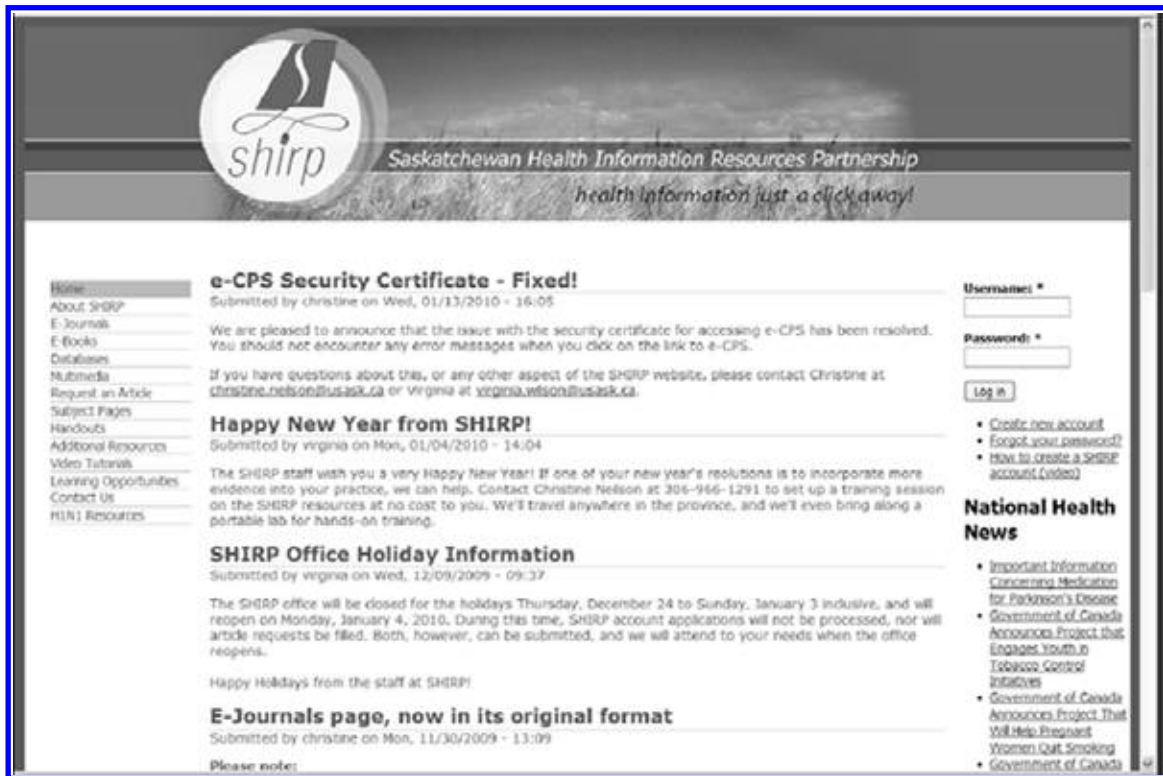 shirp
Saskatchewan Health Information Resources Partnership
health information just a click away!
Home
About SHIRP
E-Journals
E-Books
Databases
Multimedia
Request an Article
Subject Pages
Handouts
Additional Resources
Video Tutorials
Learning Opportunities
Contact Us
H1N1 Resources
e-CPS Security Certificate - Fixed!
Submitted by christine on Wed, 01/13/2010 - 16:05
We are pleased to announce that the issue with the security certificate for accessing e-CPS has been resolved.
You should not encounter any error messages when you click on the link to e-CPS.
If you have questions about this, or any other aspect of the SHIRP website, please contact Christine at
christine.neilson@usask.ca or Virginia at virginia.wilson@usask.ca.
Happy New Year from SHIRP!
Submitted by virginia on Mon, 01/04/2010 - 14:04
The SHIRP staff wish you a very Happy New Year! If one of your new year's reolutions is to incorporate more
evidence into your practice, we can help. Contact Christine Neilson at 306-966-1291 to set up a training session
on the SHIRP resources at no cost to you. We'll travel anywhere in the province, and we'll even bring along a
portable lab for hands-on training.
SHIRP Office Holiday Information
Submitted by virginia on Wed, 12/09/2009 - 09:37
The SHIRP office will be closed for the holidays Thursday, December 24 to Sunday, January 3 inclusive, and will
reopen on Monday, January 4, 2010. During this time, SHIRP account applications will not be processed, nor will
article requests be filled. Both, however, can be submitted, and we will attend to your needs when the office
reopens.
Happy Holidays from the staff at SHIRP!
E-Journals page, now in its original format
Submitted by christine on Mon, 11/30/2009 - 13:09
Please note:
Username: *
Password: *
Log in
Create new account
Forgot your password?
How to create a SHIRP
account (video)
National Health
News
Important Information
Concerning Medication
for Parkinson's Disease
Government of Canada
Announces Project that
Engages Youth in
Tobacco Control
Initiatives
Government of Canada
Announces Project That
Will Help Pregnant
Women Quit Smoking
Government of Canada